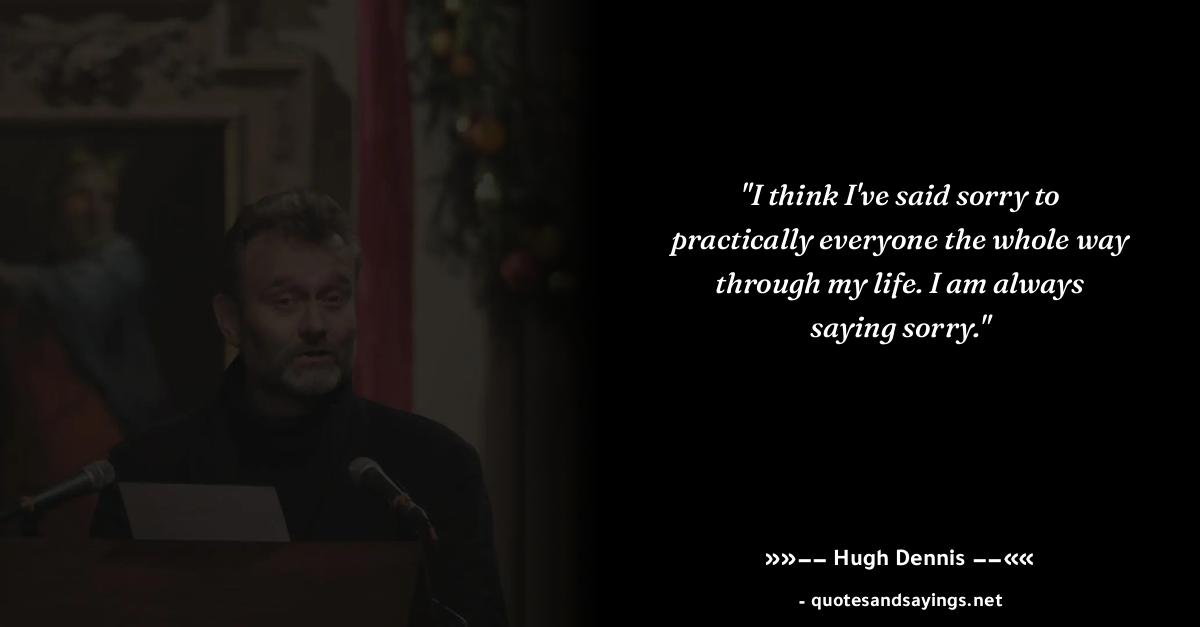 "I think I've said sorry to
practically everyone the whole way
through my life. I am always
saying sorry."
»»–– Hugh Dennis ––««
- quotesandsayings.net